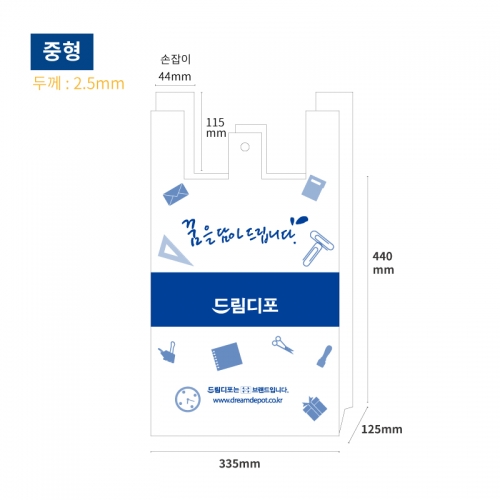 중형
두께 : 2.5mm
손잡이
44mm
115
mm
꿈을 담아 드립니다!
440
mm
드림디포
드림디포는 브랜드입니다.
www.dreamdepot.co.kr
125mm
335mm